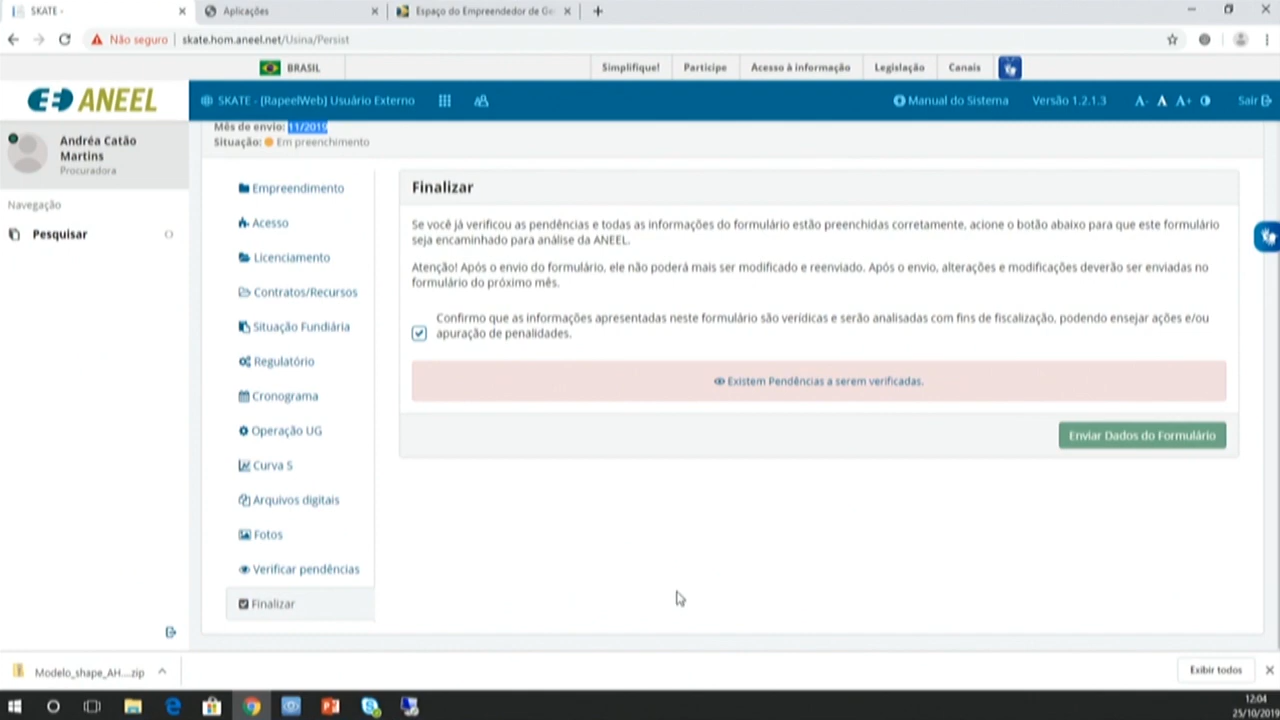 SKATE -
Aplicações
Espaço do Empreendedor de Ge
Não seguro | skate.hom.aneel.net/Usina/Persist
BRASIL
Simplifique!
Participe
Acesso à informação
Legislação
Canais
ANEEL
SKATE - [RapeelWeb] Usuário Externo
Manual do Sistema
Versão 1.2.1.3
A-
A
A+
Sair
Andréa Catão
Martins
Procuradora
Navegação
Pesquisar
Mês de envio: 11/2019
Situação: Em preenchimento
Empreendimento
Acesso
Licenciamento
Contratos/Recursos
Situação Fundiária
Regulatório
Cronograma
Operação UG
Curva S
Arquivos digitais
Fotos
Verificar pendências
Finalizar
Finalizar
Se você já verificou as pendências e todas as informações do formulário estão preenchidas corretamente, acione o botão abaixo para que este formulário
seja encaminhado para análise da ANEEL.
Atenção! Após o envio do formulário, ele não poderá mais ser modificado e reenviado. Após o envio, alterações e modificações deverão ser enviadas no
formulário do próximo mês.
Confirmo que as informações apresentadas neste formulário são verídicas e serão analisadas com fins de fiscalização, podendo ensejar ações e/ou
apuração de penalidades.
Existem Pendências a serem verificadas.
Enviar Dados do Formulário
Modelo_shape_AH....zip
Exibir todos
12:04
25/10/2019